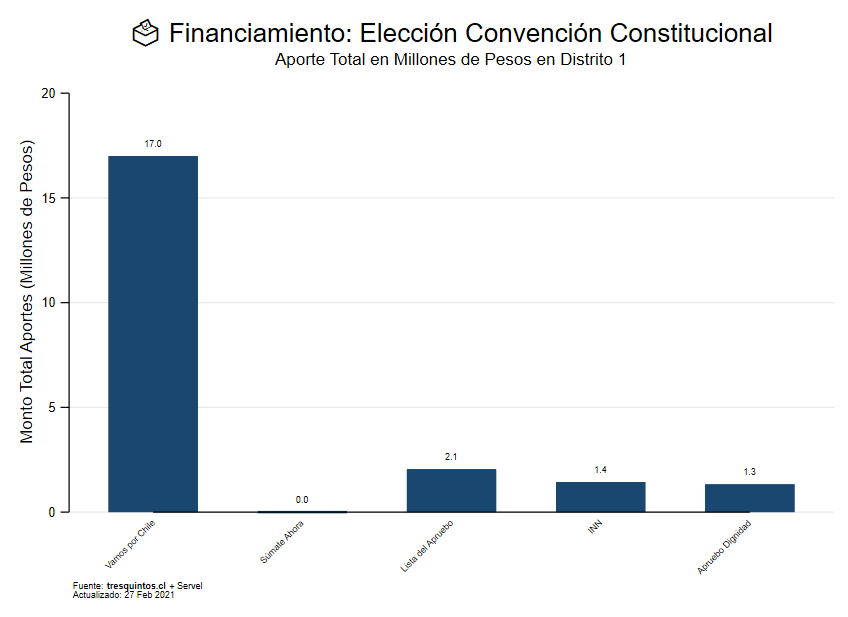 Financiamiento: Elección Convención Constitucional
Aporte Total en Millones de Pesos en Distrito 1
Monto Total Aportes (Millones de Pesos)
20
15
10
5
0
17.0
0.0
2.1
1.4
1.3
Vamos por Chile
Súmate Ahora
Lista del Apruebo
INN
Apruebo Dignidad
Fuente: tresquintos.cl + Servel
Actualizado: 27 Feb 2021